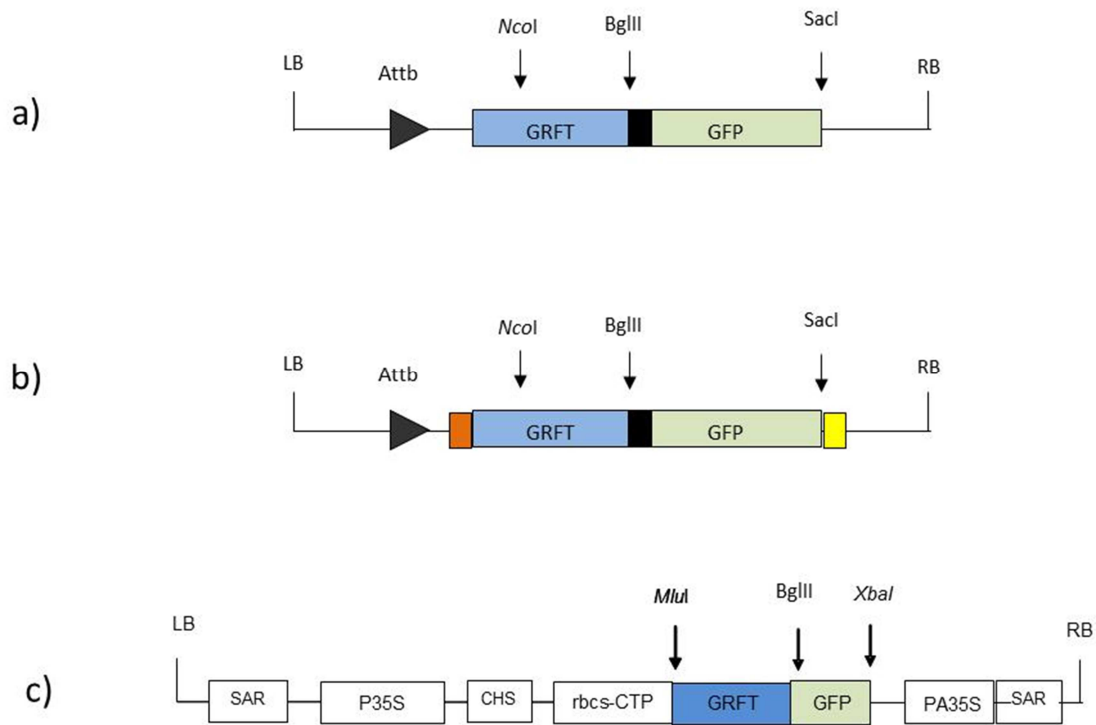 a)
LB
Attb
NcoI
BglII
SacI
RB
GRFT
GFP
b)
LB
Attb
NcoI
BglII
SacI
RB
GRFT
GFP
c)
LB
MluI
BglII
XbaI
RB
SAR
P35S
CHS
rbcs-CTP
GRFT
GFP
PA35S
SAR